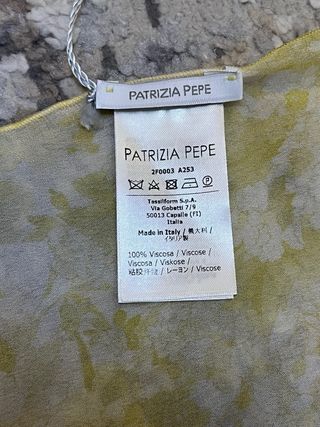 PATRIZIA PEPE
PATRIZIA PEPE
2F0003 A253
Tessilform S.p.A.
Via Gobetti 7/9
50013 Capalle (FI)
Italia
Made in Italy / 義大利 /
イタリア製
100% Viscosa / Viscose /
Viscosa / Viskose /
粘胶纤维 / レーヨン / Viscose